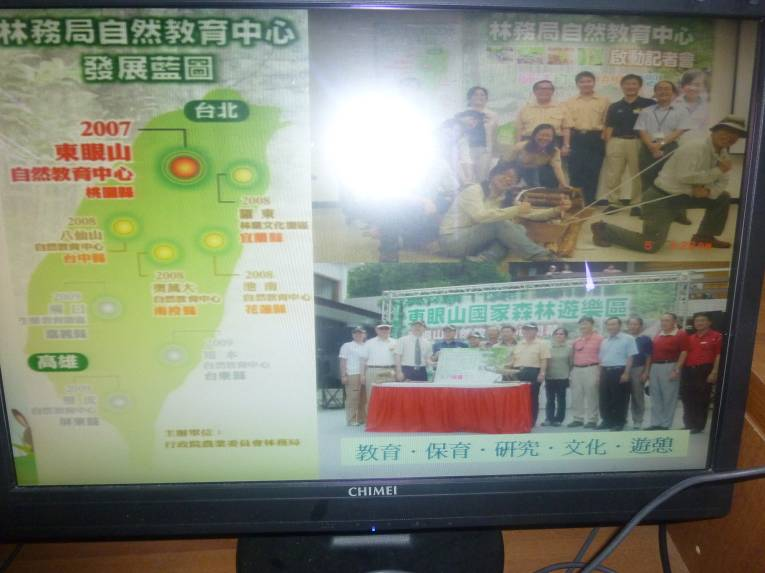 林務局自然教育中心
發展藍圖
台北
2007
東眼山
自然教育中心
桃園縣
2008
羅東
林業文化園區
宜蘭縣
2008
八仙山
自然教育中心
台中縣
2008
奧萬大
自然教育中心
南投縣
2008
池南
自然教育中心
花蓮縣
2009
嘉義縣
2009
自然教育中心
台東縣
高雄
2009
雙流
自然教育中心
屏東縣
主辦單位：
行政院農業委員會林務局
林務局自然教育中心
啟動記者會
東眼山國家森林遊樂區
教育·保育·研究·文化·遊憩
CHIMEI